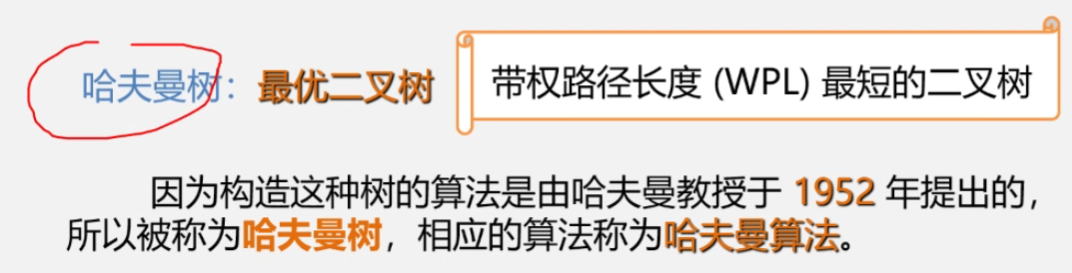 哈夫曼树：最优二叉树 带权路径长度 (WPL) 最短的二叉树
因为构造这种树的算法是由哈夫曼教授于 1952 年提出的，
所以被称为哈夫曼树，相应的算法称为哈夫曼算法。